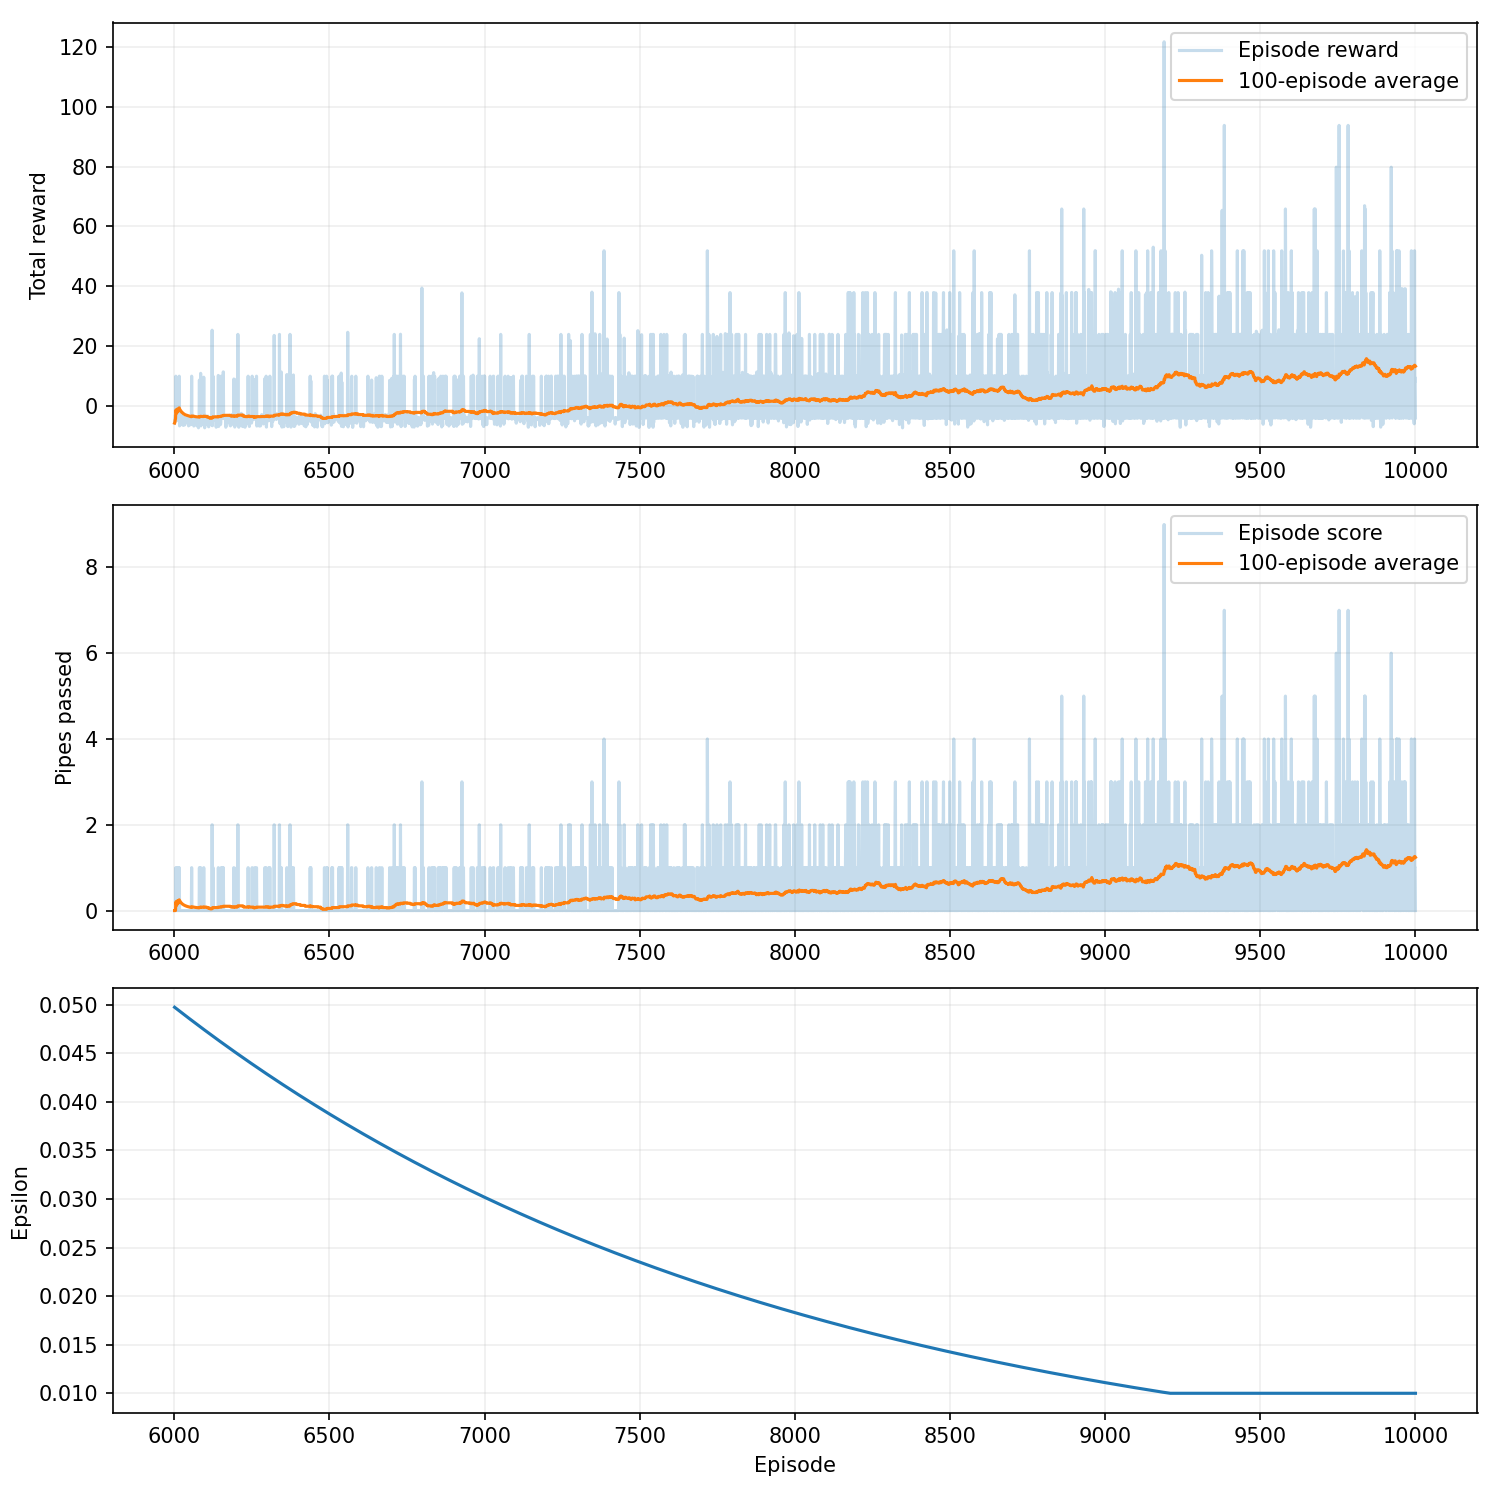 120
100
80
60
40
20
0
Total reward
Episode reward
100-episode average
6000 6500 7000 7500 8000 8500 9000 9500 10000
8
6
4
2
0
Pipes passed
Episode score
100-episode average
6000 6500 7000 7500 8000 8500 9000 9500 10000
0.050
0.045
0.040
0.035
0.030
0.025
0.020
0.015
0.010
Epsilon
6000 6500 7000 7500 8000 8500 9000 9500 10000
Episode